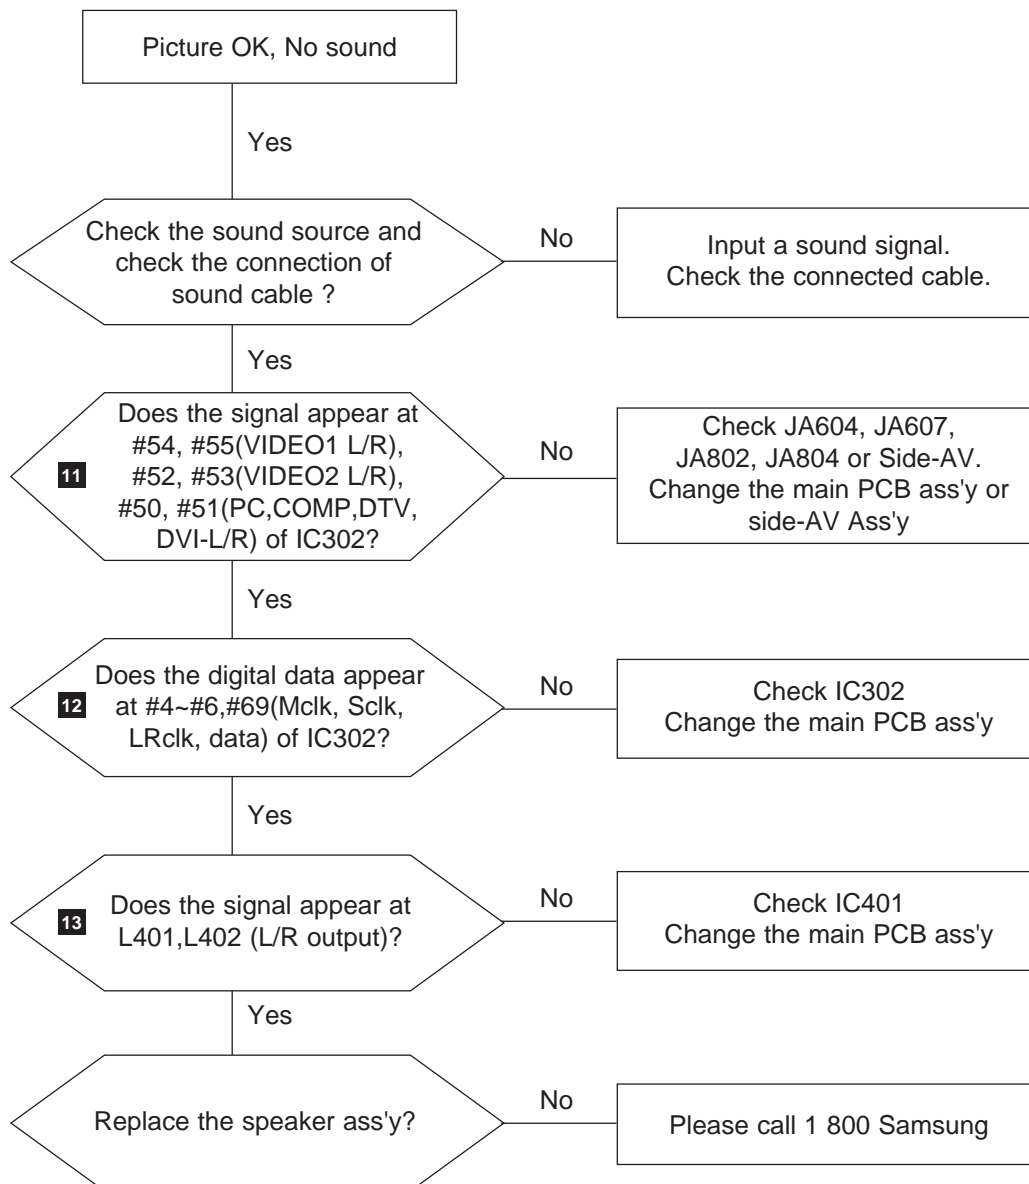 Picture OK, No sound
Yes
Check the sound source and
check the connection of
sound cable ?
No
Input a sound signal.
Check the connected cable.
Yes
11
Does the signal appear at
#54, #55(VIDEO1 L/R),
#52, #53(VIDEO2 L/R),
#50, #51(PC,COMP,DTV,
DVI-L/R) of IC302?
No
Check JA604, JA607,
JA802, JA804 or Side-AV.
Change the main PCB ass'y or
side-AV Ass'y
Yes
12
Does the digital data appear
at #4~#6,#69(Mclk, Sclk,
LRclk, data) of IC302?
No
Check IC302
Change the main PCB ass'y
Yes
13
Does the signal appear at
L401,L402 (L/R output)?
No
Check IC401
Change the main PCB ass'y
Yes
Replace the speaker ass'y?
No
Please call 1 800 Samsung